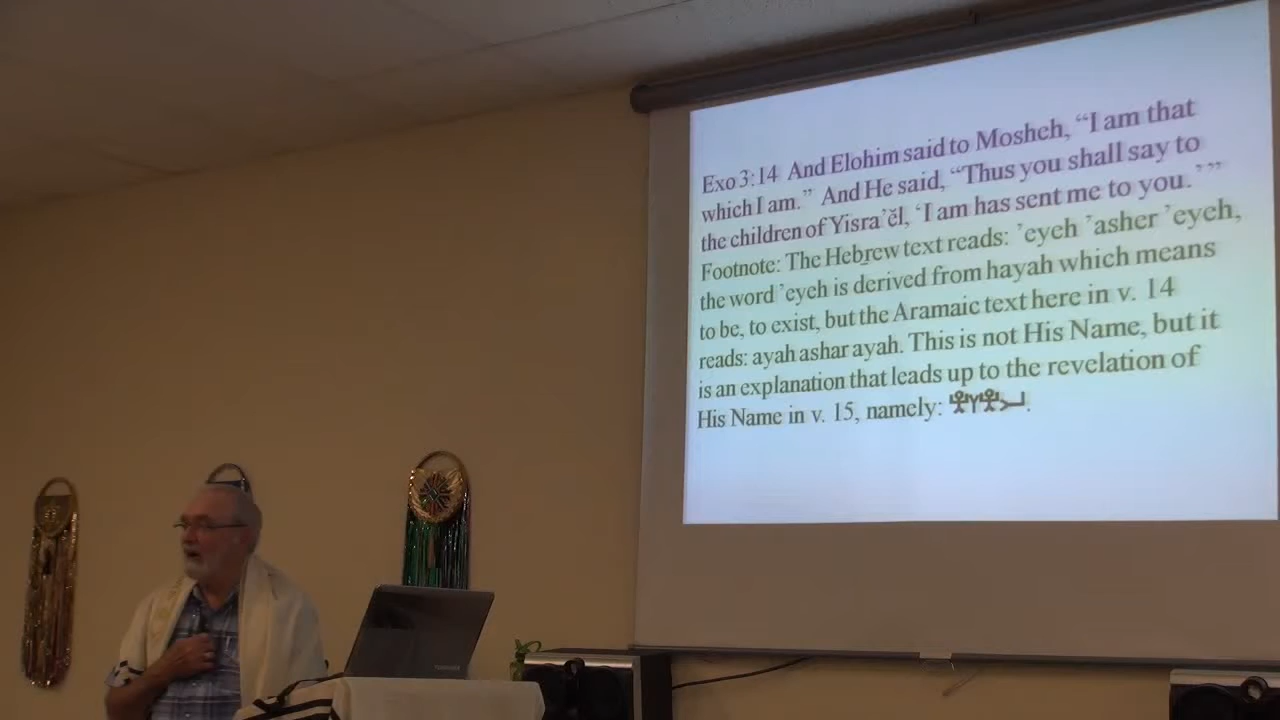 Exo 3:14 And Elohim said to Mosheh, “I am that
which I am.” And He said, “Thus you shall say to
the children of Yisra’ěl, ‘I am has sent me to you.’ ”
Footnote: The Hebrew text reads: ’eyeh ’asher ’eyeh,
the word ’eyeh is derived from hayah which means
to be, to exist, but the Aramaic text here in v. 14
reads: ayah ashar ayah. This is not His Name, but it
is an explanation that leads up to the revelation of
His Name in v. 15, namely: 𐤉𐤄𐤅𐤄.
TOSHIBA